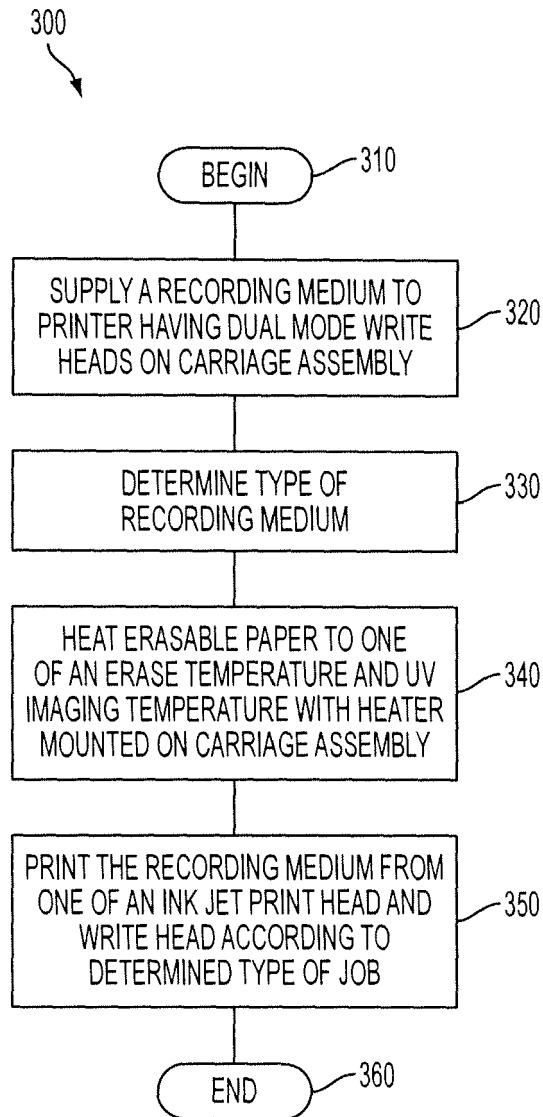 300
BEGIN
310
SUPPLY A RECORDING MEDIUM TO
PRINTER HAVING DUAL MODE WRITE
HEADS ON CARRIAGE ASSEMBLY
320
DETERMINE TYPE OF
RECORDING MEDIUM
330
HEAT ERASABLE PAPER TO ONE
OF AN ERASE TEMPERATURE AND UV
IMAGING TEMPERATURE WITH HEATER
MOUNTED ON CARRIAGE ASSEMBLY
340
PRINT THE RECORDING MEDIUM FROM
ONE OF AN INK JET PRINT HEAD AND
WRITE HEAD ACCORDING TO
DETERMINED TYPE OF JOB
350
END
360